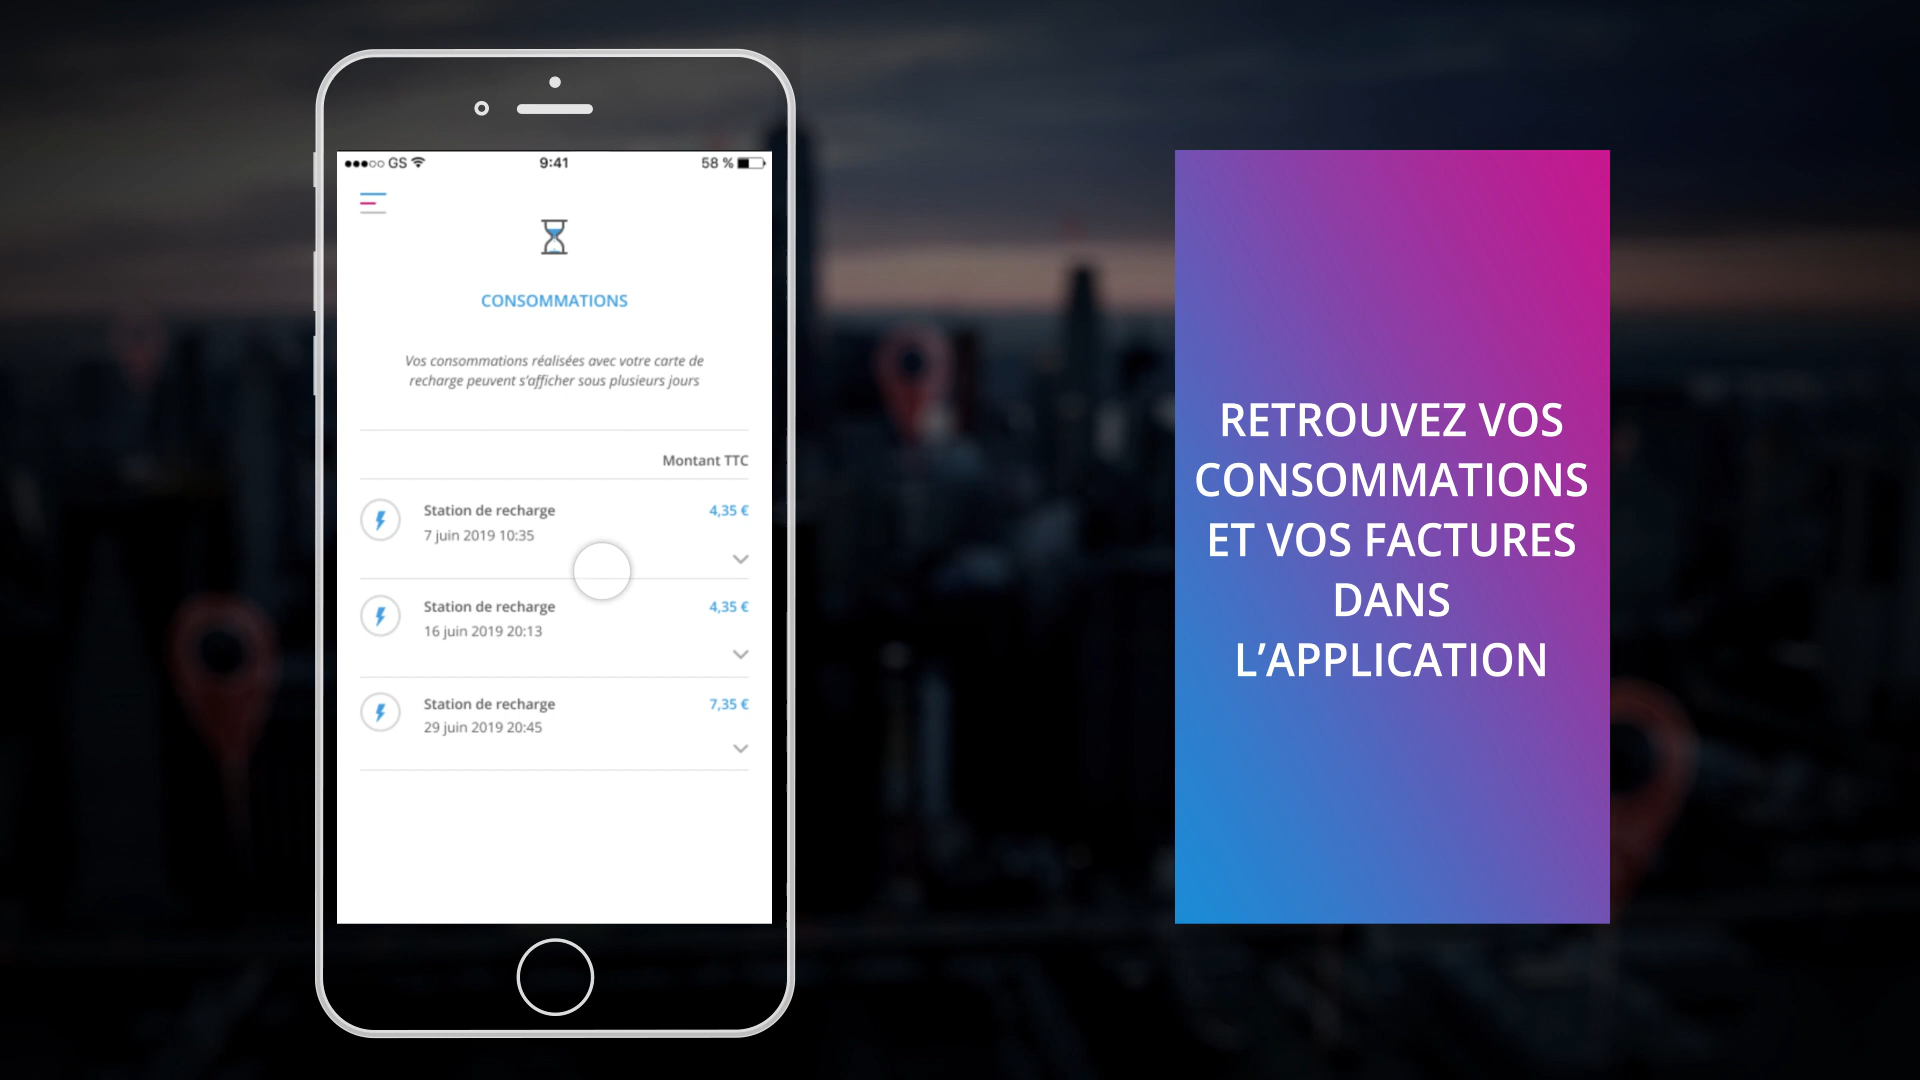 GS
9:41
58 %
CONSOMMATIONS
Vos consommations réalisées avec votre carte de
recharge peuvent s’afficher sous plusieurs jours
Montant TTC
Station de recharge 4,35 €
7 juin 2019 10:35
Station de recharge 4,35 €
16 juin 2019 20:13
Station de recharge 7,35 €
29 juin 2019 20:45
RETROUVEZ VOS
CONSOMMATIONS
ET VOS FACTURES
DANS
L’APPLICATION